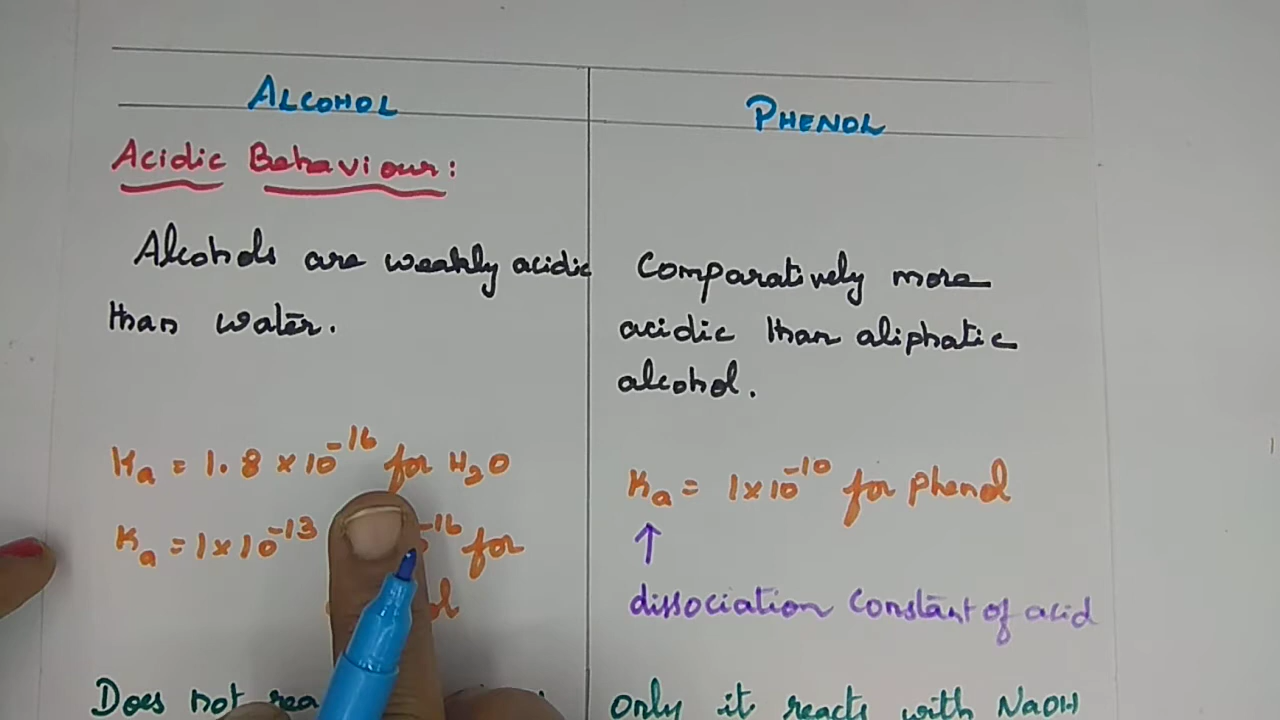 ALCOHOL
PHENOL
Acidic Behaviour:
Alcohols are weakly acidic
than water.
Ka = 1.8 × 10⁻¹⁶ for H₂O
Ka = 1×10⁻¹³ ⁻¹⁶ for
Does not
Comparatively more
acidic than aliphatic
alcohol.
Ka = 1×10⁻¹⁰ for phenol
↑
dissociation constant of acid
Only it reacts with NaOH